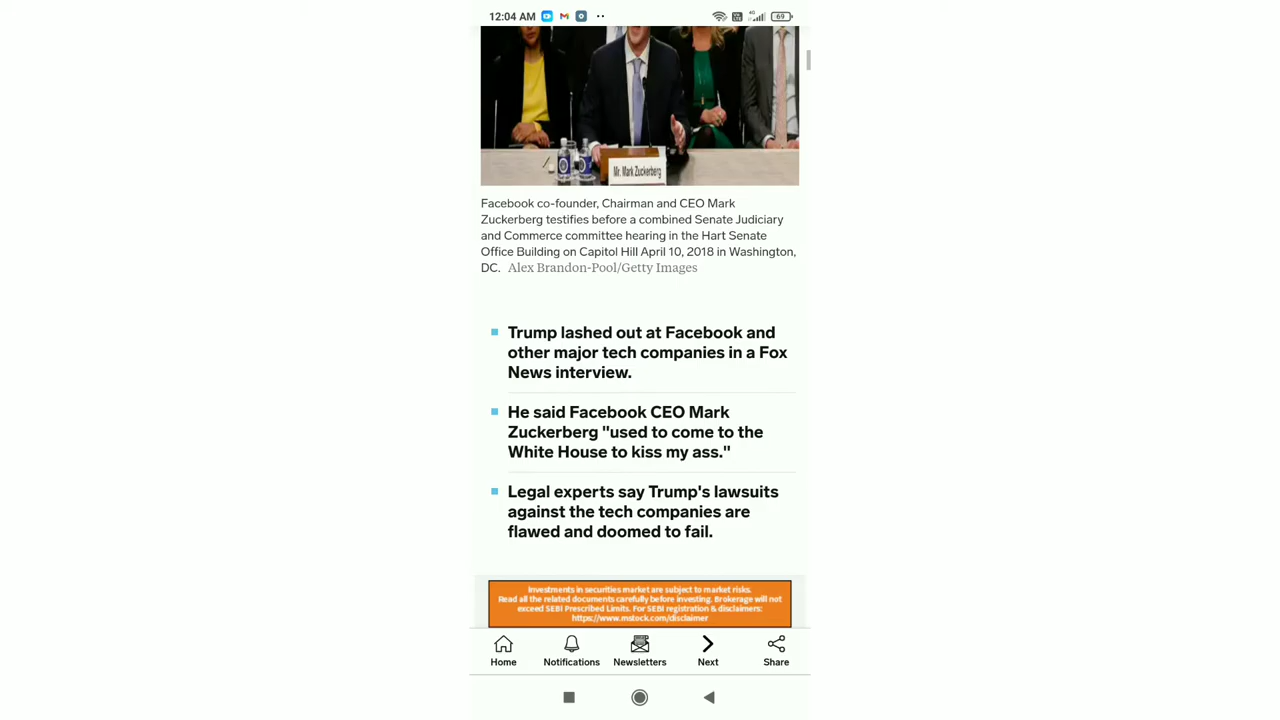 12:04 AM
69
Mr. Mark Zuckerberg
Facebook co-founder, Chairman and CEO Mark
Zuckerberg testifies before a combined Senate Judiciary
and Commerce committee hearing in the Hart Senate
Office Building on Capitol Hill April 10, 2018 in Washington,
DC. Alex Brandon-Pool/Getty Images
Trump lashed out at Facebook and
other major tech companies in a Fox
News interview.
He said Facebook CEO Mark
Zuckerberg "used to come to the
White House to kiss my ass."
Legal experts say Trump's lawsuits
against the tech companies are
flawed and doomed to fail.
Investments in securities market are subject to market risks.
Read all the related documents carefully before investing. Brokerage will not
exceed SEBI Prescribed Limits. For SEBI registration & disclaimers:
https://www.mstock.com/disclaimer
Home Notifications Newsletters Next Share